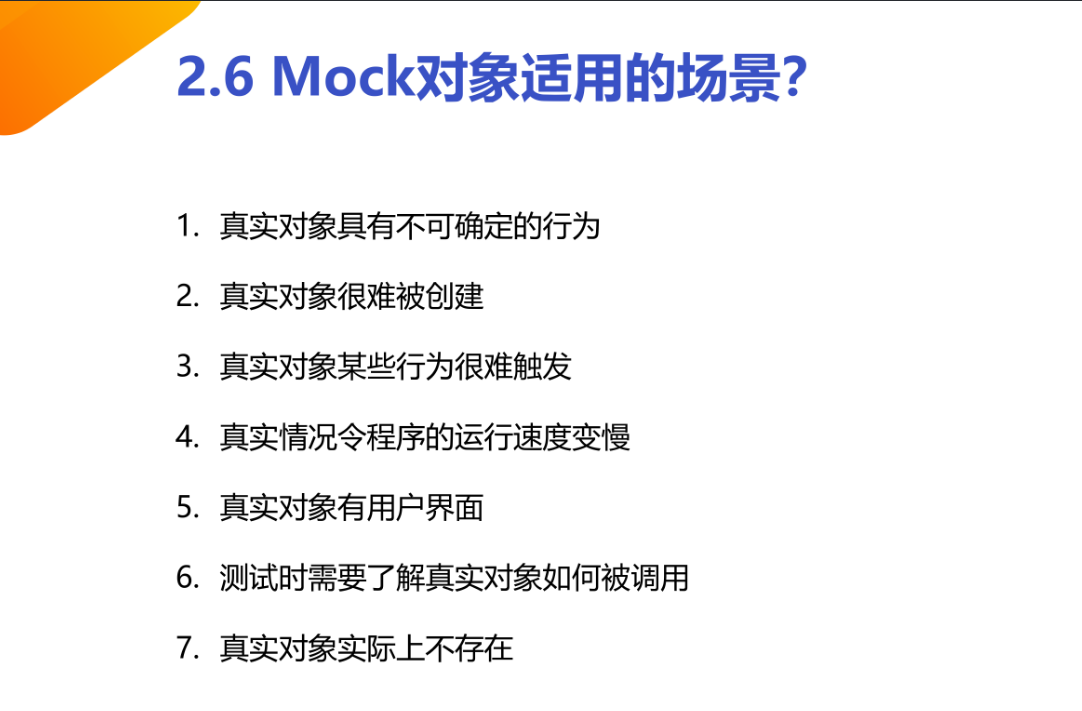 2.6 Mock对象适用的场景?
1. 真实对象具有不可确定的行为
2. 真实对象很难被创建
3. 真实对象某些行为很难触发
4. 真实情况令程序的运行速度变慢
5. 真实对象有用户界面
6. 测试时需要了解真实对象如何被调用
7. 真实对象实际上不存在